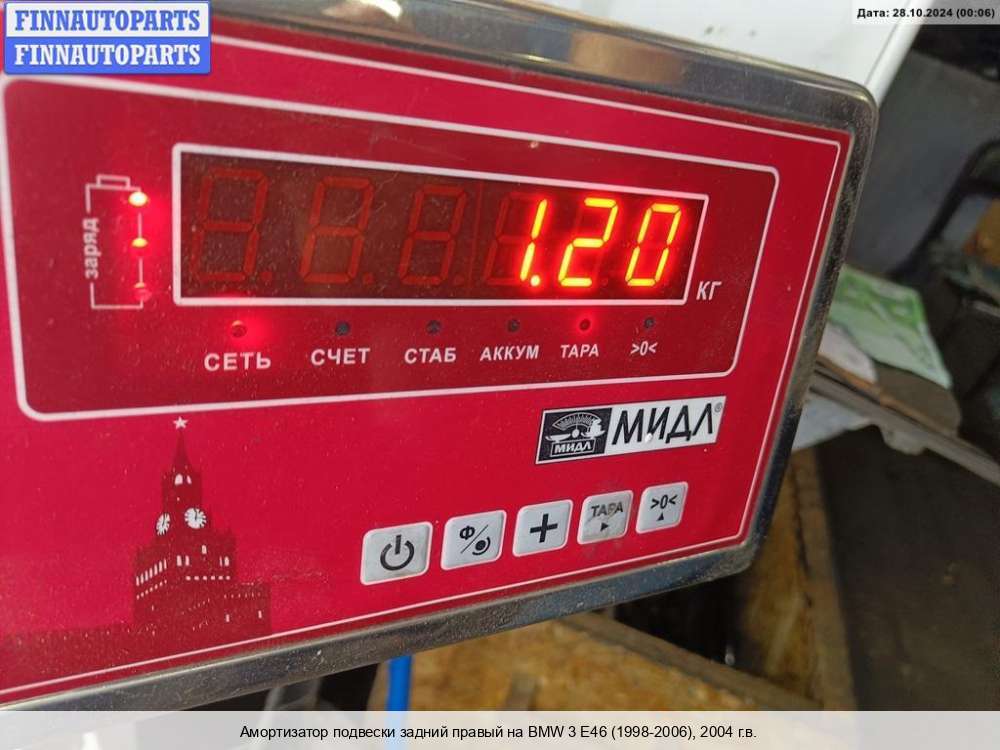 FINNAUTOPARTS
FINNAUTOPARTS
Дата: 28.10.2024 (00:06)
заряд
1.20
кг
СЕТЬ СЧЕТ СТАБ АККУМ ТАРА >0<
МИДЛ МИДЛ®
Ф/ + ТАРА >0<
Амортизатор подвески задний правый на BMW 3 E46 (1998-2006), 2004 г.в.